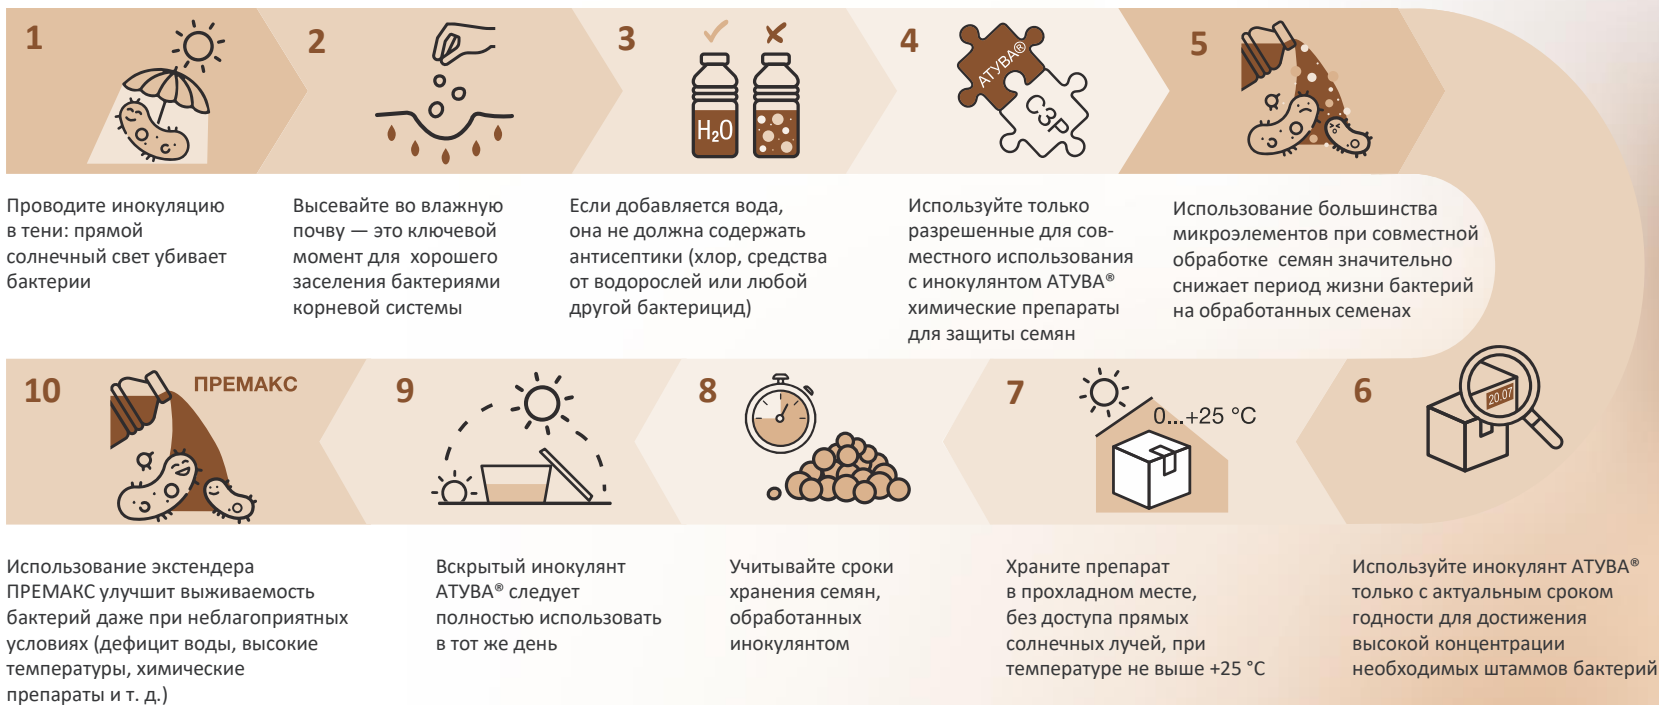 1
Проводите инокуляцию
в тени: прямой
солнечный свет убивает
бактерии
2
Высевайте во влажную
почву — это ключевой
момент для хорошего
заселения бактериями
корневой системы
3
H₂O
Если добавляется вода,
она не должна содержать
антисептики (хлор, средства
от водорослей или любой
другой бактерицид)
4
АТУВА®
СЗР
Используйте только
разрешенные для сов-
местного использования
с инокулянтом АТУВА®
химические препараты
для защиты семян
5
Использование большинства
микроэлементов при совместной
обработке семян значительно
снижает период жизни бактерий
на обработанных семенах
6
20.07
Используйте инокулянт АТУВА®
только с актуальным сроком
годности для достижения
высокой концентрации
необходимых штаммов бактерий
7
0...+25 °C
Храните препарат
в прохладном месте,
без доступа прямых
солнечных лучей, при
температуре не выше +25 °C
8
Учитывайте сроки
хранения семян,
обработанных
инокулянтом
9
Вскрытый инокулянт
АТУВА® следует
полностью использовать
в тот же день
10
ПРЕМАКС
Использование экстендера
ПРЕМАКС улучшит выживаемость
бактерий даже при неблагоприятных
условиях (дефицит воды, высокие
температуры, химические
препараты и т. д.)